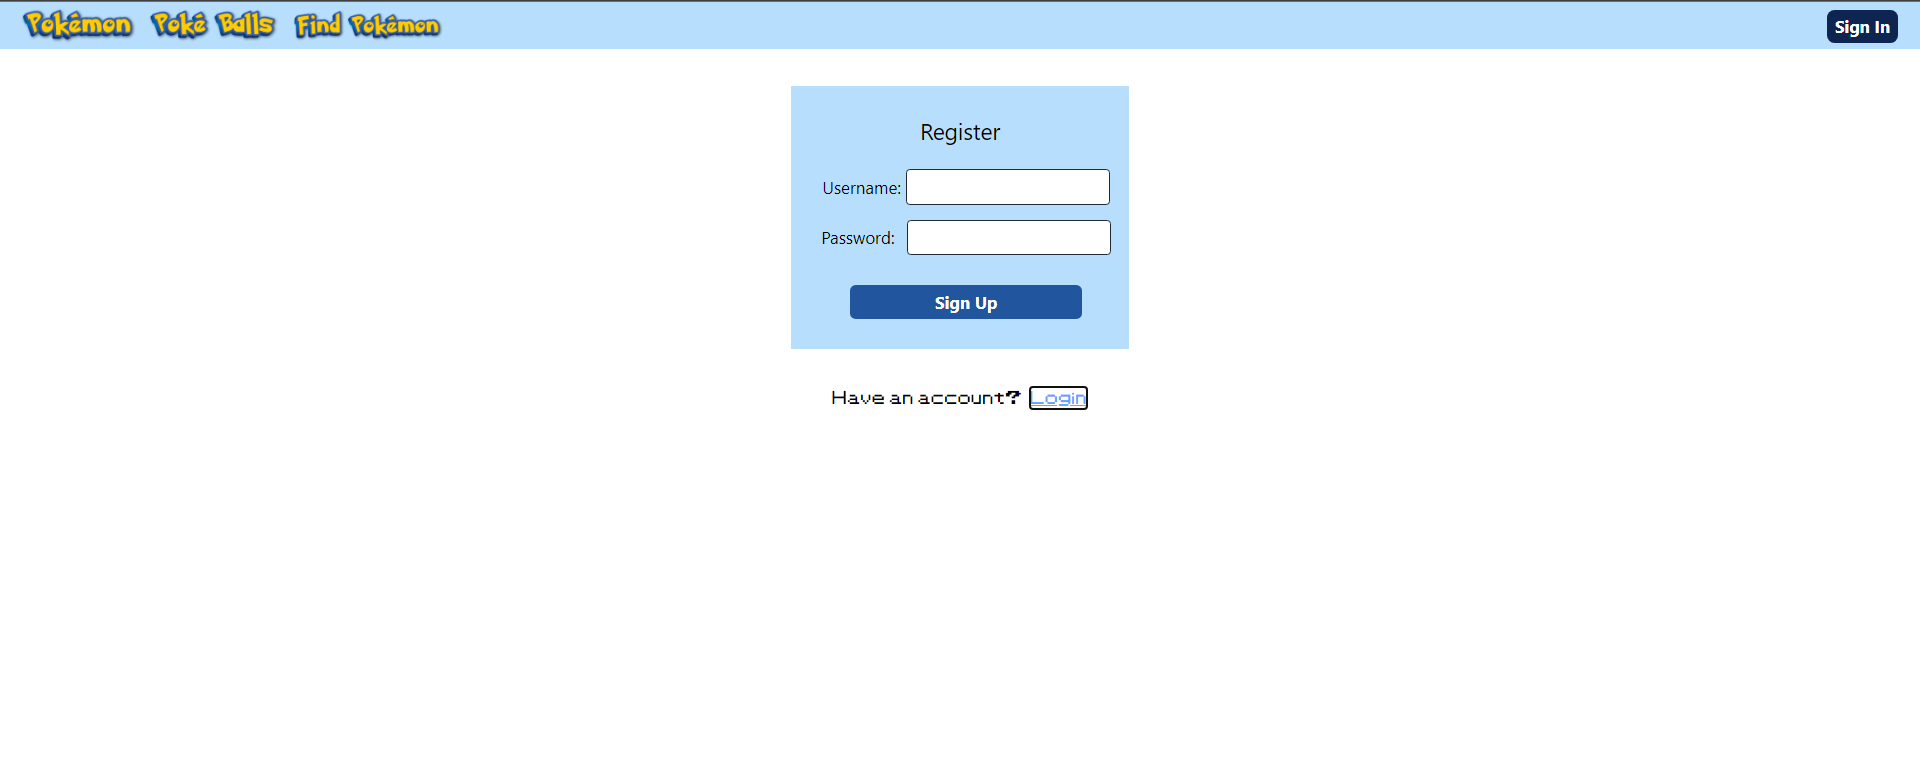 Pokémon Poké Balls Find Pokémon Sign In
Register
Username:
Password:
Sign Up
Have an account? Login